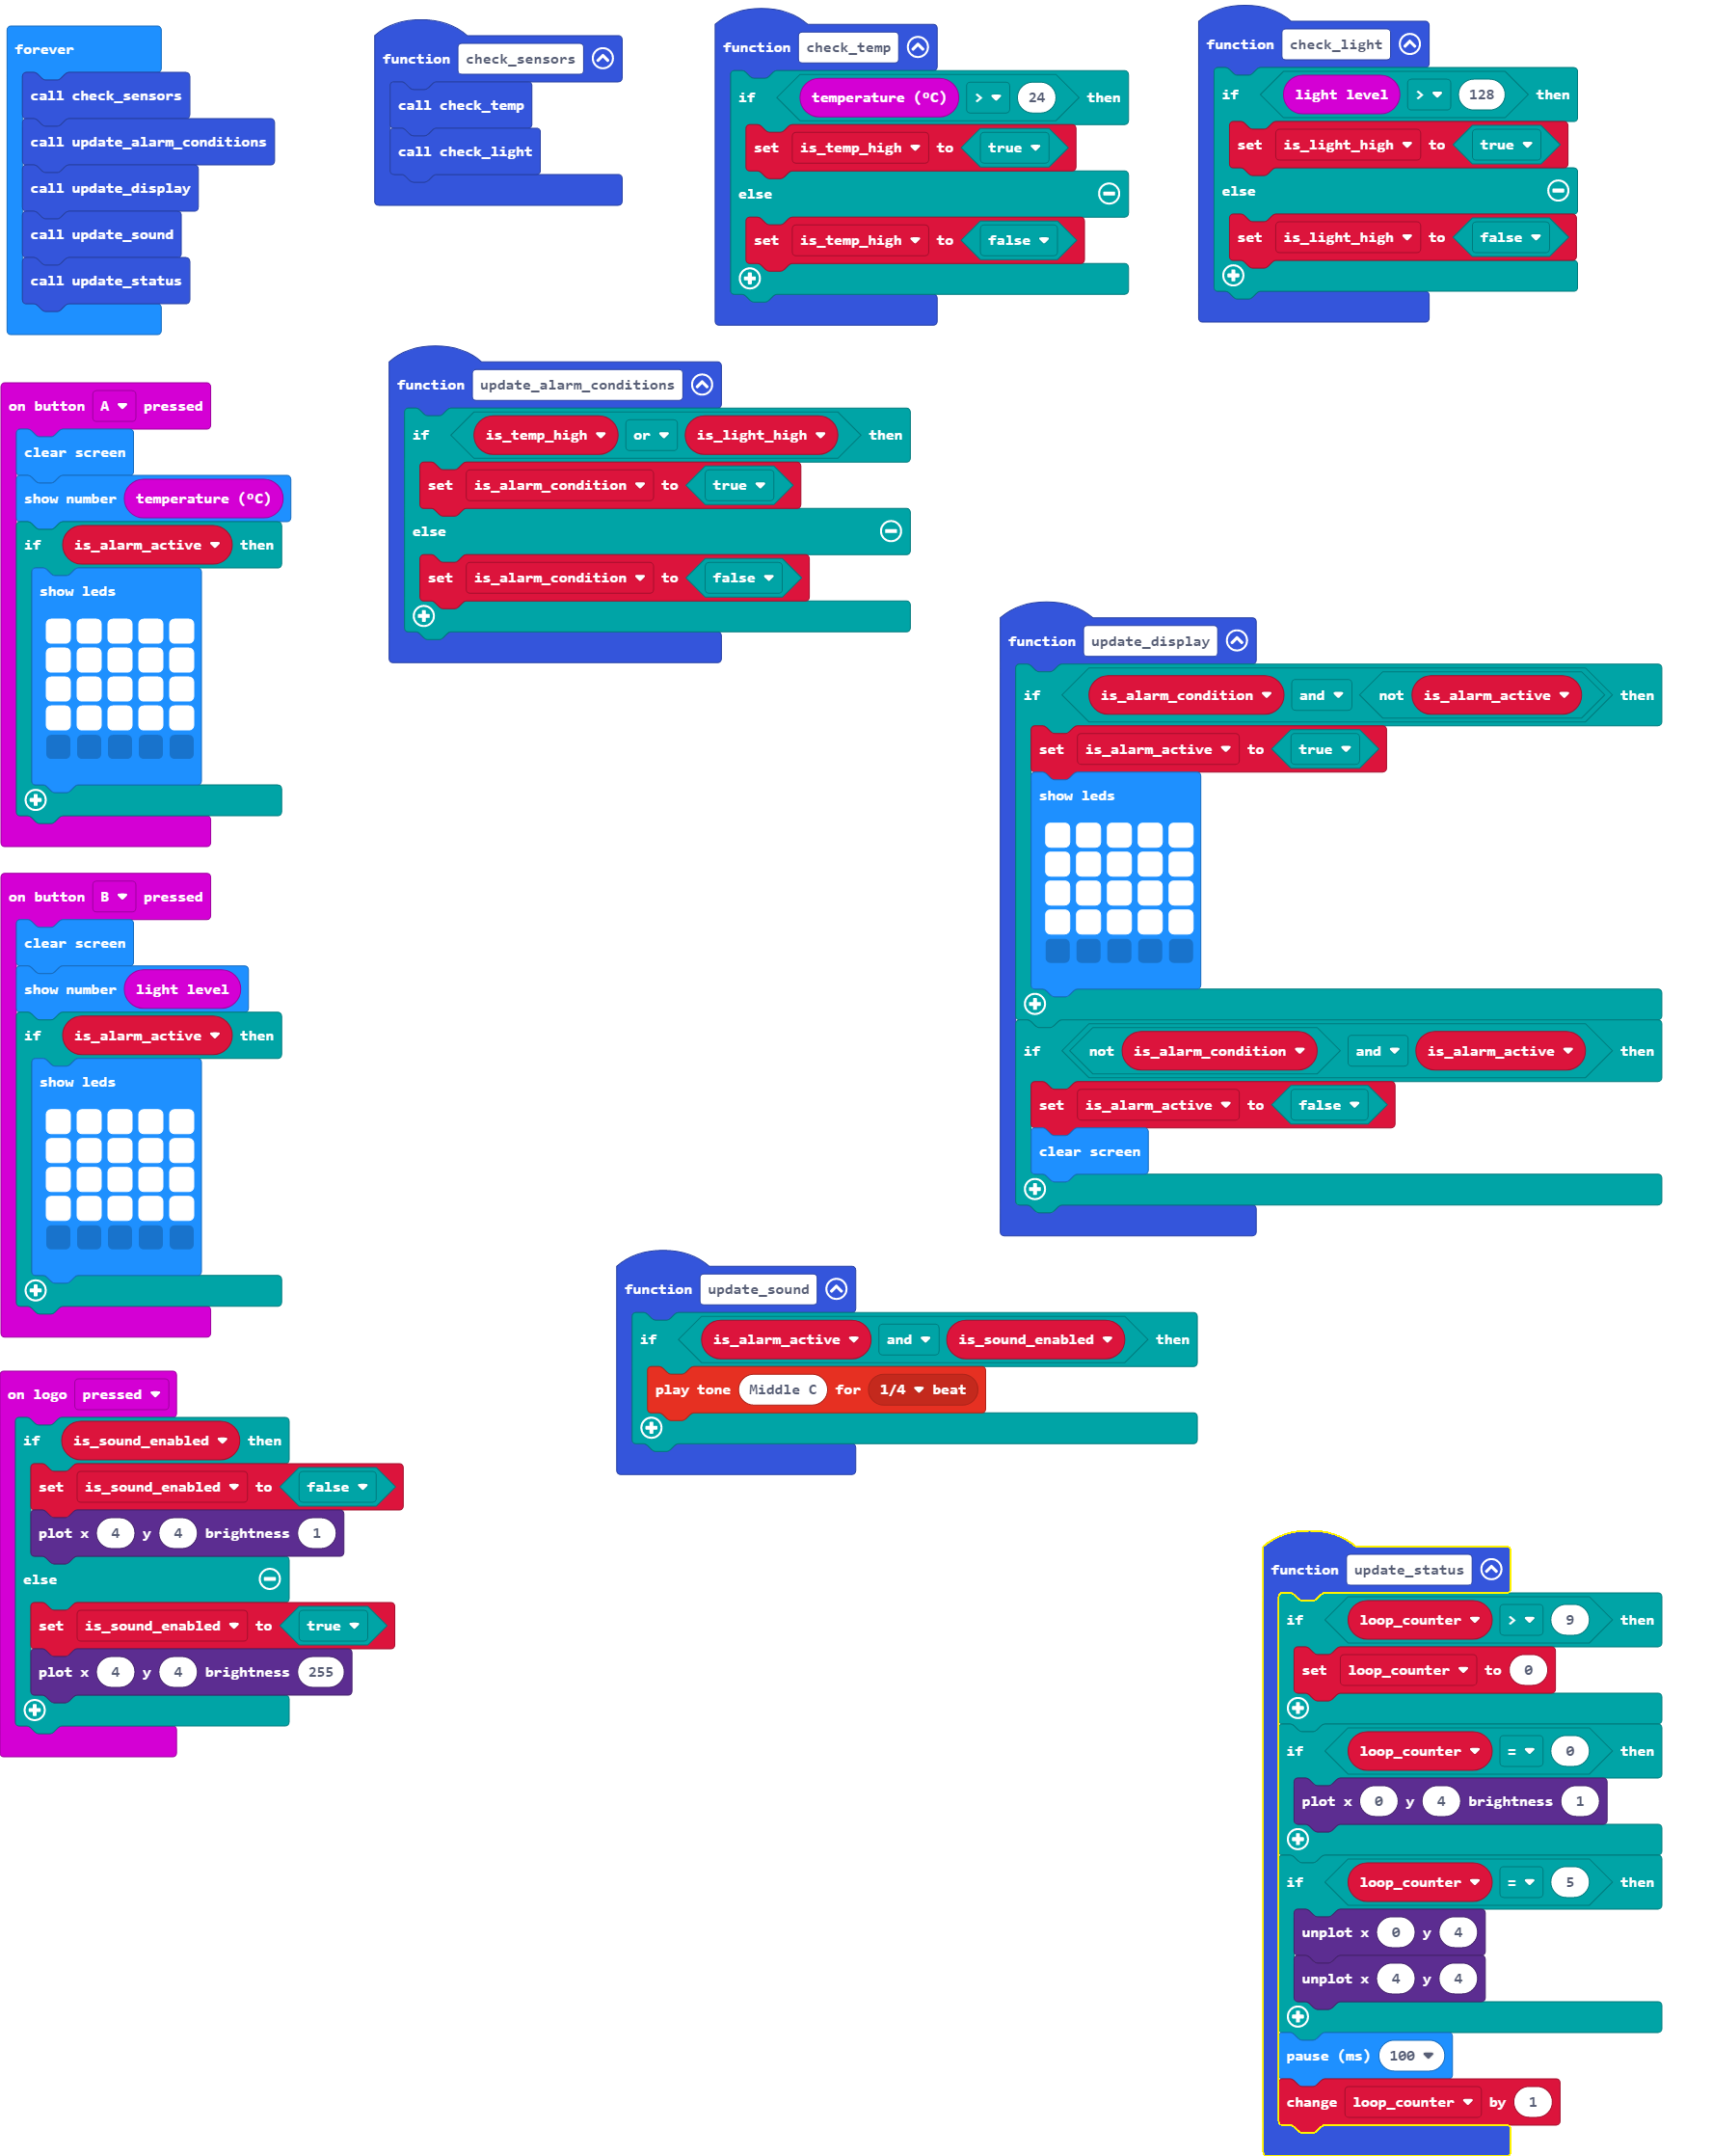 forever
call check_sensors
call update_alarm_conditions
call update_display
call update_sound
call update_status
function check_sensors
call check_temp
call check_light
function check_temp
if temperature (ºC) > 24 then
set is_temp_high to true
else
set is_temp_high to false
function check_light
if light level > 128 then
set is_light_high to true
else
set is_light_high to false
on button A pressed
clear screen
show number temperature (ºC)
if is_alarm_active then
show leds
function update_alarm_conditions
if is_temp_high or is_light_high then
set is_alarm_condition to true
else
set is_alarm_condition to false
function update_display
if is_alarm_condition and not is_alarm_active then
set is_alarm_active to true
show leds
if not is_alarm_condition and is_alarm_active then
set is_alarm_active to false
clear screen
on button B pressed
clear screen
show number light level
if is_alarm_active then
show leds
function update_sound
if is_alarm_active and is_sound_enabled then
play tone Middle C for 1/4 beat
on logo pressed
if is_sound_enabled then
set is_sound_enabled to false
plot x 4 y 4 brightness 1
else
set is_sound_enabled to true
plot x 4 y 4 brightness 255
function update_status
if loop_counter > 9 then
set loop_counter to 0
if loop_counter = 0 then
plot x 0 y 4 brightness 1
if loop_counter = 5 then
unplot x 0 y 4
unplot x 4 y 4
pause (ms) 100
change loop_counter by 1